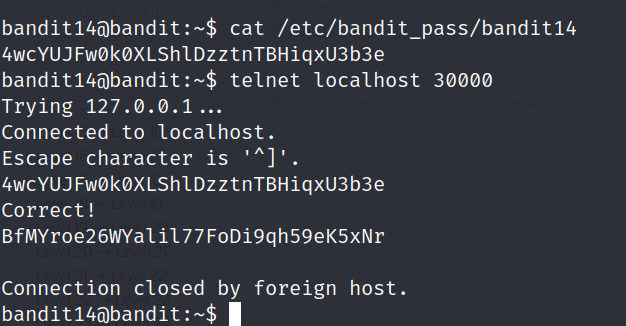 bandit14@bandit:~$ cat /etc/bandit_pass/bandit14
4wcYUJFw0k0XLShlDzztnTBHiqxU3b3e
bandit14@bandit:~$ telnet localhost 30000
Trying 127.0.0.1...
Connected to localhost.
Escape character is '^]'.
4wcYUJFw0k0XLShlDzztnTBHiqxU3b3e
Correct!
BfMYroe26WYalil77FoDi9qh59eK5xNr

Connection closed by foreign host.
bandit14@bandit:~$